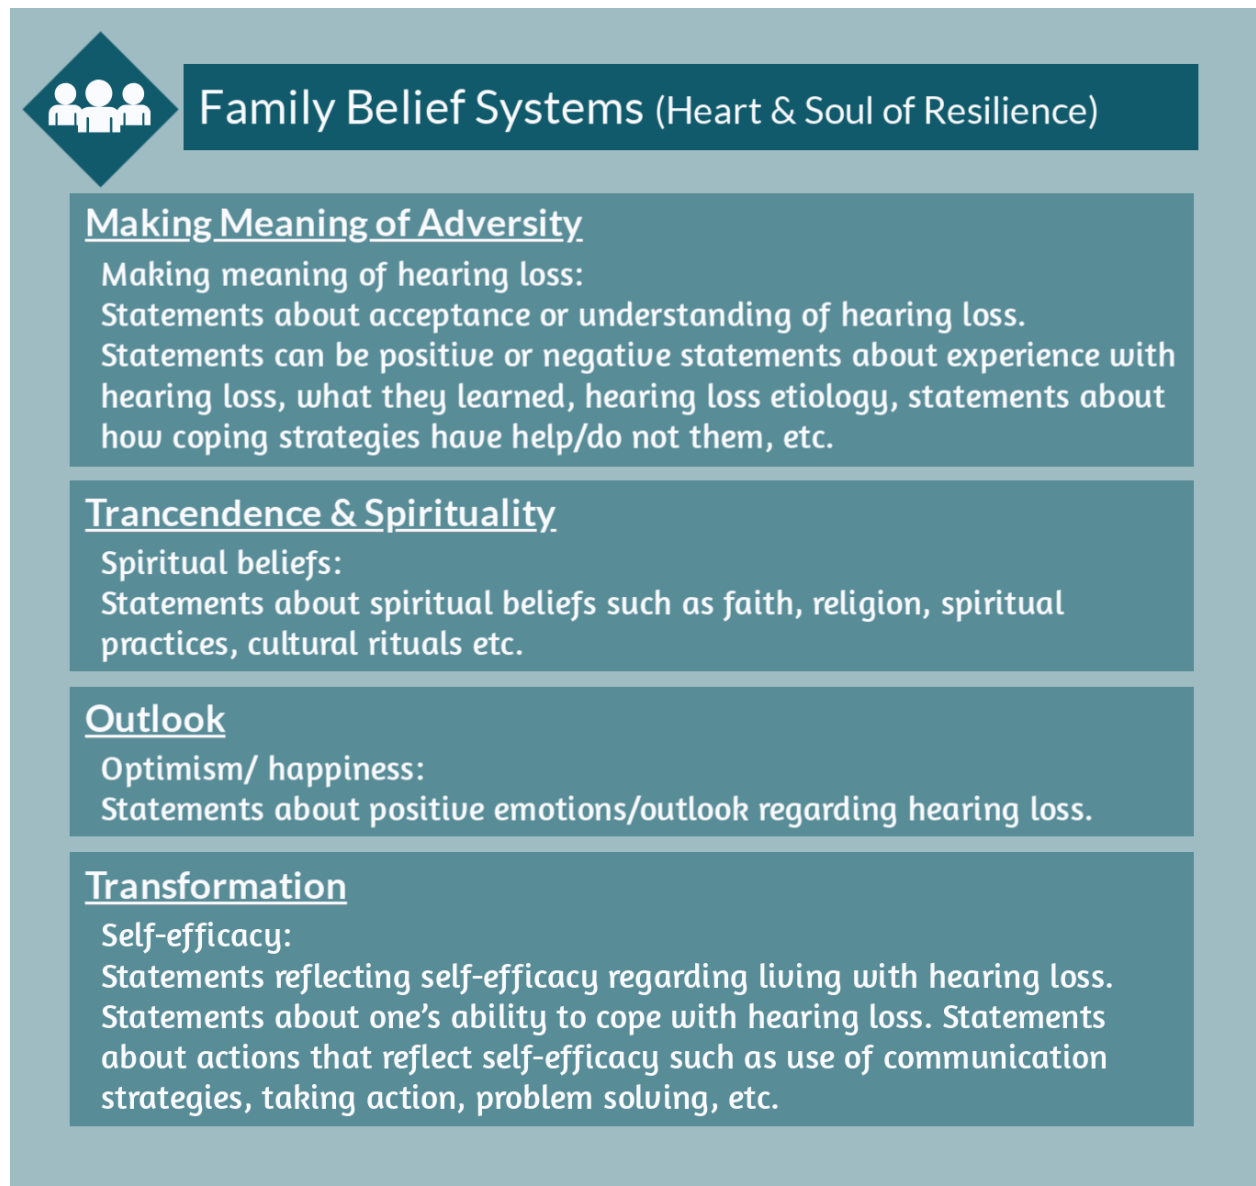 Family Belief Systems (Heart & Soul of Resilience)
Making Meaning of Adversity
Making meaning of hearing loss:
Statements about acceptance or understanding of hearing loss.
Statements can be positive or negative statements about experience with
hearing loss, what they learned, hearing loss etiology, statements about
how coping strategies have help/do not them, etc.
Trancendence & Spirituality
Spiritual beliefs:
Statements about spiritual beliefs such as faith, religion, spiritual
practices, cultural rituals etc.
Outlook
Optimism/ happiness:
Statements about positive emotions/outlook regarding hearing loss.
Transformation
Self-efficacy:
Statements reflecting self-efficacy regarding living with hearing loss.
Statements about one’s ability to cope with hearing loss. Statements
about actions that reflect self-efficacy such as use of communication
strategies, taking action, problem solving, etc.